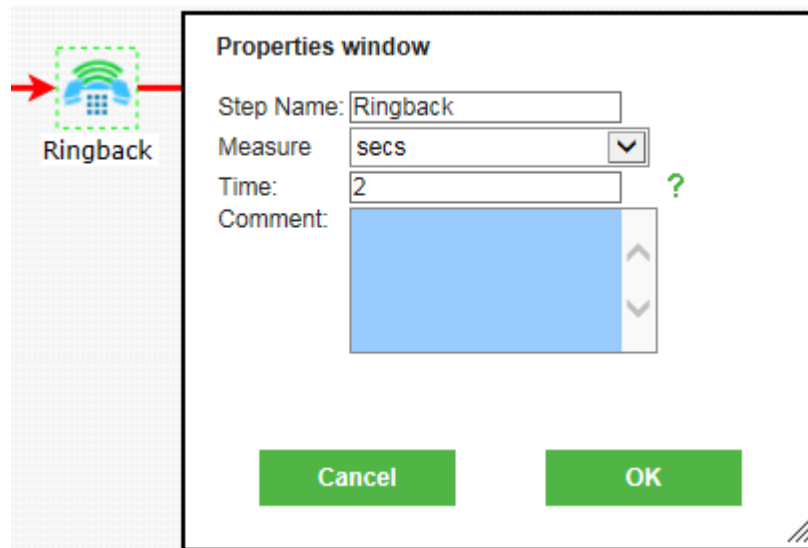 Ringback
Properties window
Step Name: Ringback
Measure secs
Time: 2 ?
Comment:
Cancel OK